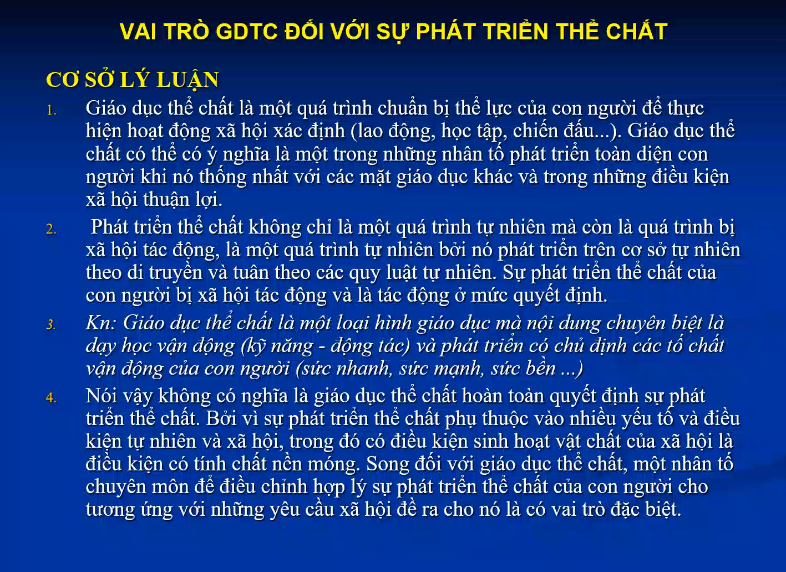 VAI TRÒ GDTC ĐỐI VỚI SỰ PHÁT TRIỂN THỂ CHẤT
CƠ SỞ LÝ LUẬN
1. Giáo dục thể chất là một quá trình chuẩn bị thể lực của con người để thực
hiện hoạt động xã hội xác định (lao động, học tập, chiến đấu...). Giáo dục thể
chất có thể có ý nghĩa là một trong những nhân tố phát triển toàn diện con
người khi nó thống nhất với các mặt giáo dục khác và trong những điều kiện
xã hội thuận lợi.
2. Phát triển thể chất không chỉ là một quá trình tự nhiên mà còn là quá trình bị
xã hội tác động, là một quá trình tự nhiên bởi nó phát triển trên cơ sở tự nhiên
theo di truyền và tuân theo các quy luật tự nhiên. Sự phát triển thể chất của
con người bị xã hội tác động và là tác động ở mức quyết định.
3. Kn: Giáo dục thể chất là một loại hình giáo dục mà nội dung chuyên biệt là
dạy học vận động (kỹ năng - động tác) và phát triển có chủ định các tố chất
vận động của con người (sức nhanh, sức mạnh, sức bền ...)
4. Nói vậy không có nghĩa là giáo dục thể chất hoàn toàn quyết định sự phát
triển thể chất. Bởi vì sự phát triển thể chất phụ thuộc vào nhiều yếu tố và điều
kiện tự nhiên và xã hội, trong đó có điều kiện sinh hoạt vật chất của xã hội là
điều kiện có tính chất nền móng. Song đối với giáo dục thể chất, một nhân tố
chuyên môn để điều chỉnh hợp lý sự phát triển thể chất của con người cho
tương ứng với những yêu cầu xã hội đề ra cho nó là có vai trò đặc biệt.